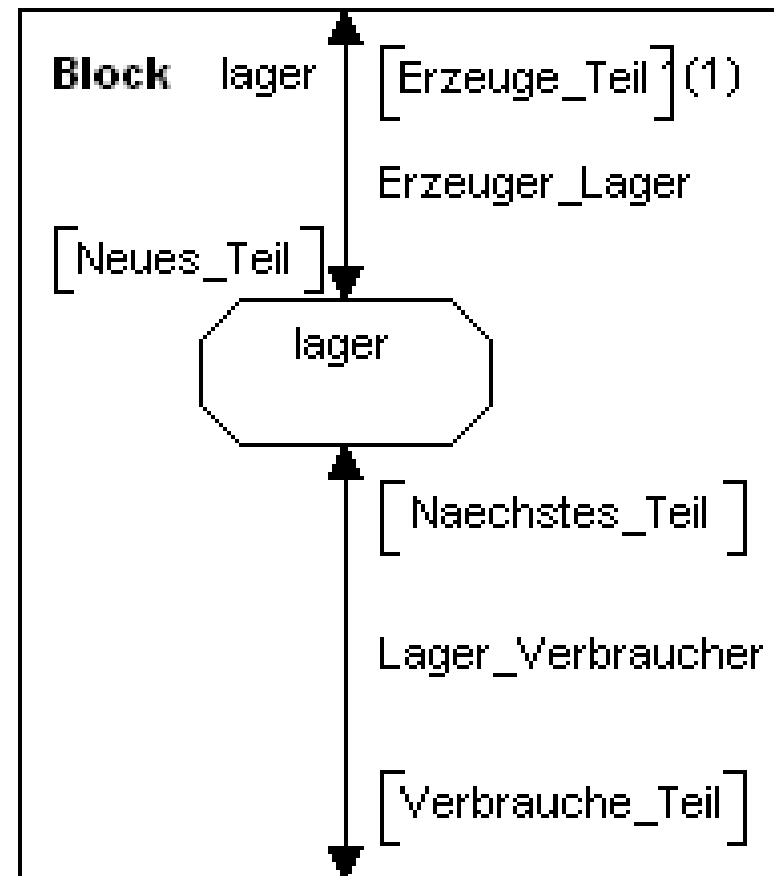 Block lager [Erzeuge_Teil](1)
Erzeuger_Lager
[Neues_Teil]
lager
[Naechstes_Teil]
Lager_Verbraucher
[Verbrauche_Teil]